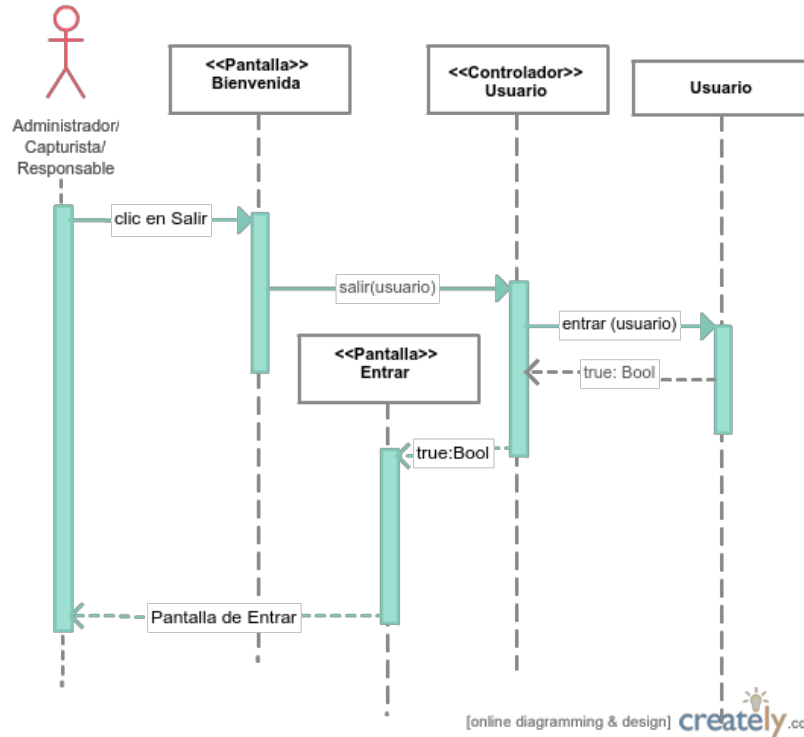 <<Pantalla>>
Bienvenida
<<Controlador>>
Usuario
Usuario
Administrador/
Capturista/
Responsable
clic en Salir
salir(usuario)
entrar (usuario)
<<Pantalla>>
Entrar
true: Bool
true:Bool
Pantalla de Entrar
[online diagramming & design] creately.co